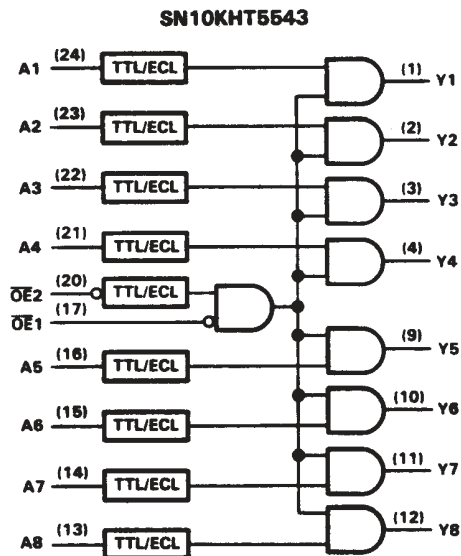 SN10KHT5543
A1 (24) TTL/ECL (1) Y1
A2 (23) TTL/ECL (2) Y2
A3 (22) TTL/ECL (3) Y3
A4 (21) TTL/ECL (4) Y4
O̅E̅2 (20) TTL/ECL
O̅E̅1 (17)
A5 (16) TTL/ECL (9) Y5
A6 (15) TTL/ECL (10) Y6
A7 (14) TTL/ECL (11) Y7
A8 (13) TTL/ECL (12) Y8